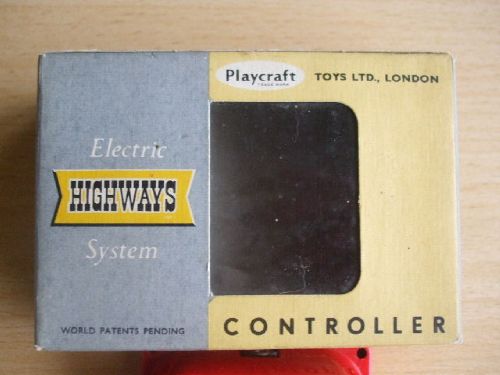 Playcraft
TRADE MARK
TOYS LTD., LONDON
Electric
HIGHWAYS
System
WORLD PATENTS PENDING
CONTROLLER